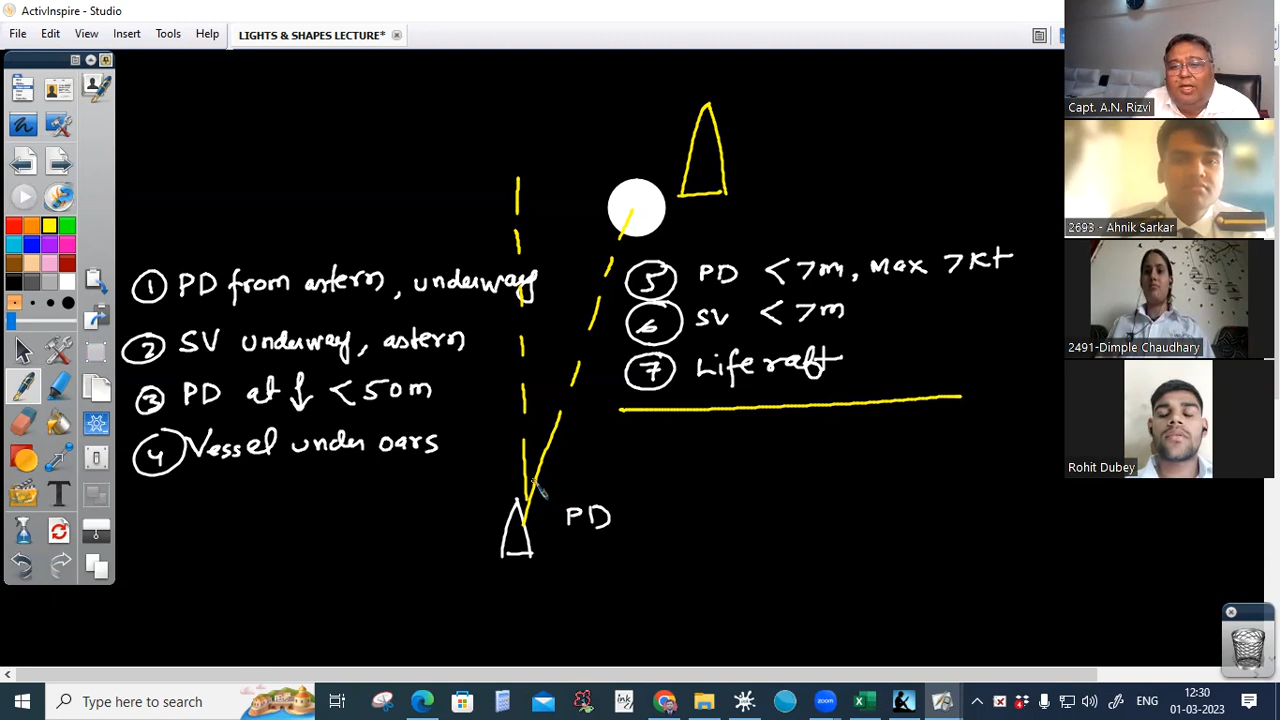 ActivInspire - Studio
File Edit View Insert Tools Help
LIGHTS & SHAPES LECTURE*
① PD from astern, underway
② SV underway, astern
③ PD at ⚓ < 50m
④ Vessel under oars
⑤ PD < 7m, Max 7Kt
⑥ SV < 7m
⑦ Life raft
PD
Capt. A.N. Rizvi
2693 - Ahnik Sarkar
2491-Dimple Chaudhary
Rohit Dubey
Type here to search
ink
zoom
4
ENG
12:30
01-03-2023